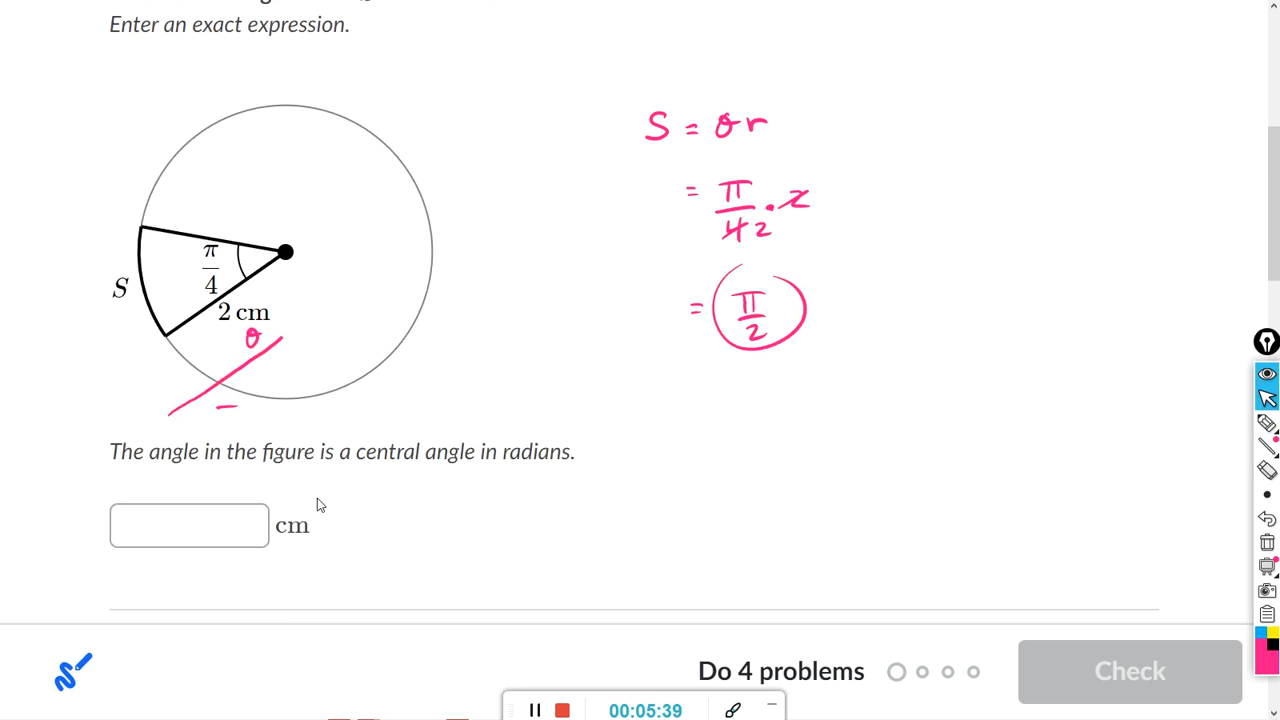 Enter an exact expression.
S = θr
= π/4 2 · 2
= π/2
π
4
S
2 cm
θ
The angle in the figure is a central angle in radians.
cm
Do 4 problems
Check
00:05:39